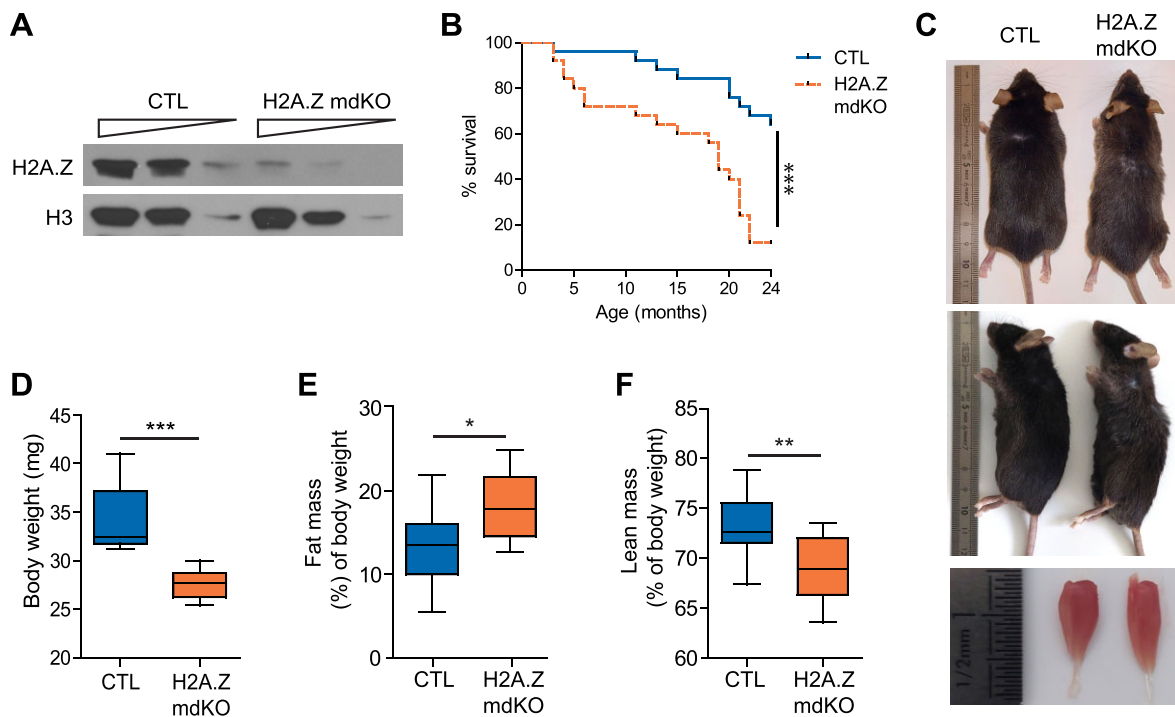 A
CTL H2A.Z mdKO
H2A.Z
H3
B
% survival
100
80
60
40
20
0
0 5 10 15 20 24
Age (months)
CTL
H2A.Z
mdKO
***
C
CTL
H2A.Z
mdKO
1/2mm
D
Body weight (mg)
45
40
35
30
25
20
***
CTL
H2A.Z
mdKO
E
Fat mass
(%) of body weight)
30
20
10
0
*
CTL
H2A.Z
mdKO
F
Lean mass
(% of body weight)
85
80
75
70
65
60
**
CTL
H2A.Z
mdKO